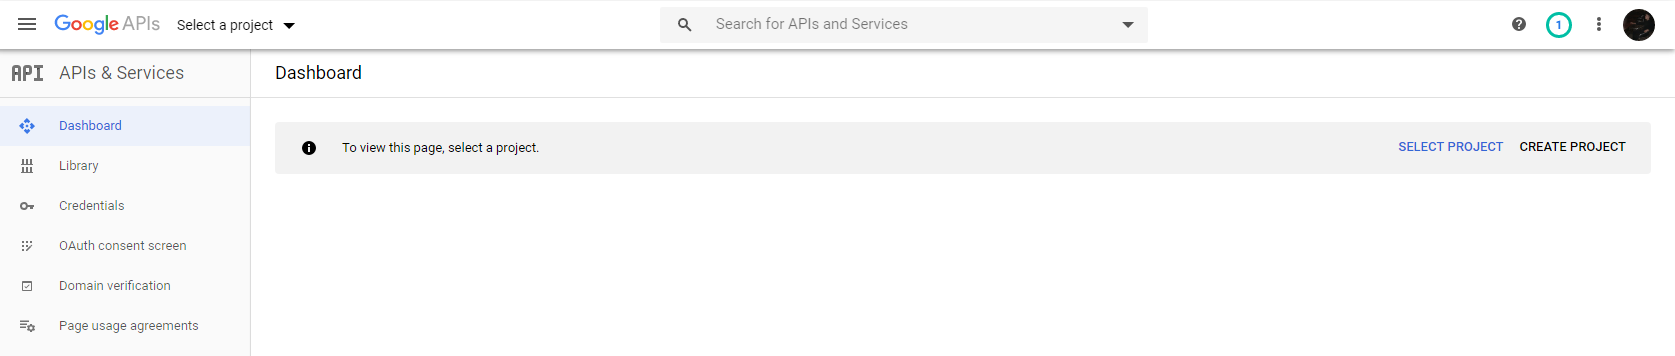 Google APIs Select a project Search for APIs and Services 1
API APIs & Services Dashboard
Dashboard
To view this page, select a project. SELECT PROJECT CREATE PROJECT
Library
Credentials
OAuth consent screen
Domain verification
Page usage agreements